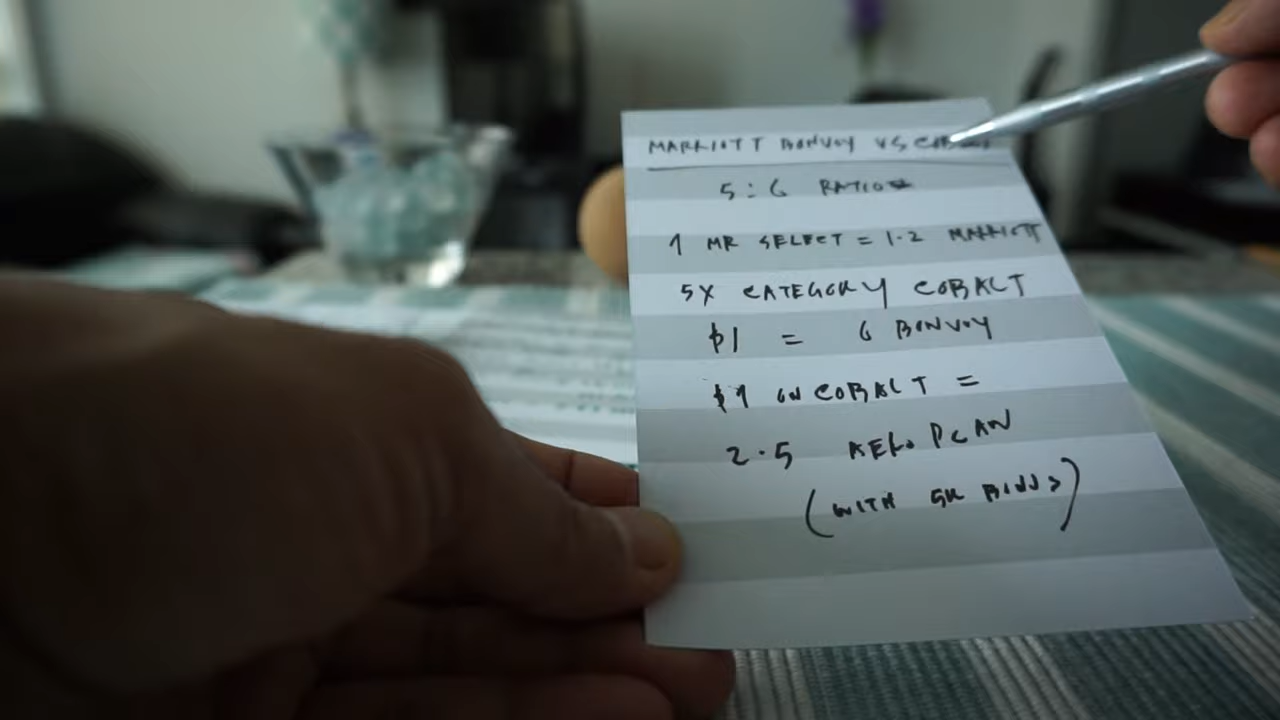 MARRIOTT BONVOY VS COBALT
5:6 RATIO
1 MR SELECT = 1.2 MARRIOTT
5X CATEGORY COBALT
$1 = 6 BONVOY
$1 ON COBALT =
2.5 AEROPLAN
(WITH 5K